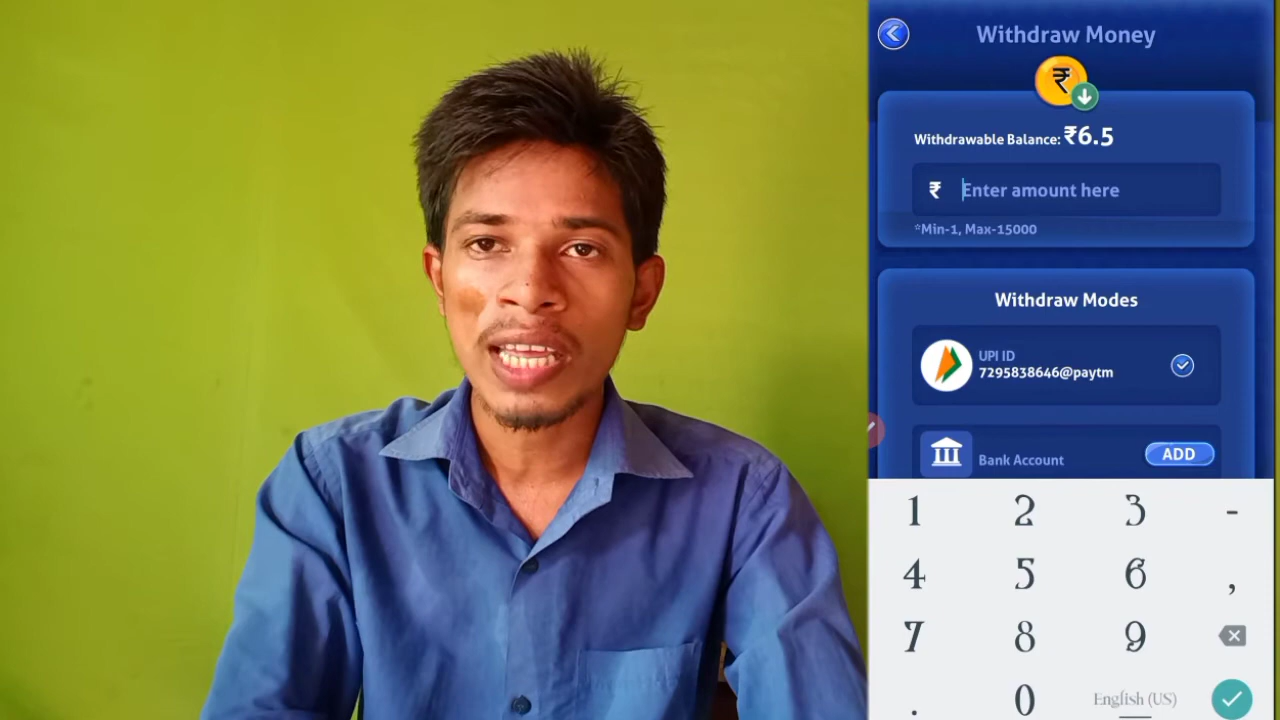 Withdraw Money
₹
Withdrawable Balance: ₹6.5
₹ Enter amount here
*Min-1, Max-15000
Withdraw Modes
UPI ID
7295838646@paytm
Bank Account ADD
1 2 3 -
4 5 6 ,
7 8 9
. 0 English (US)